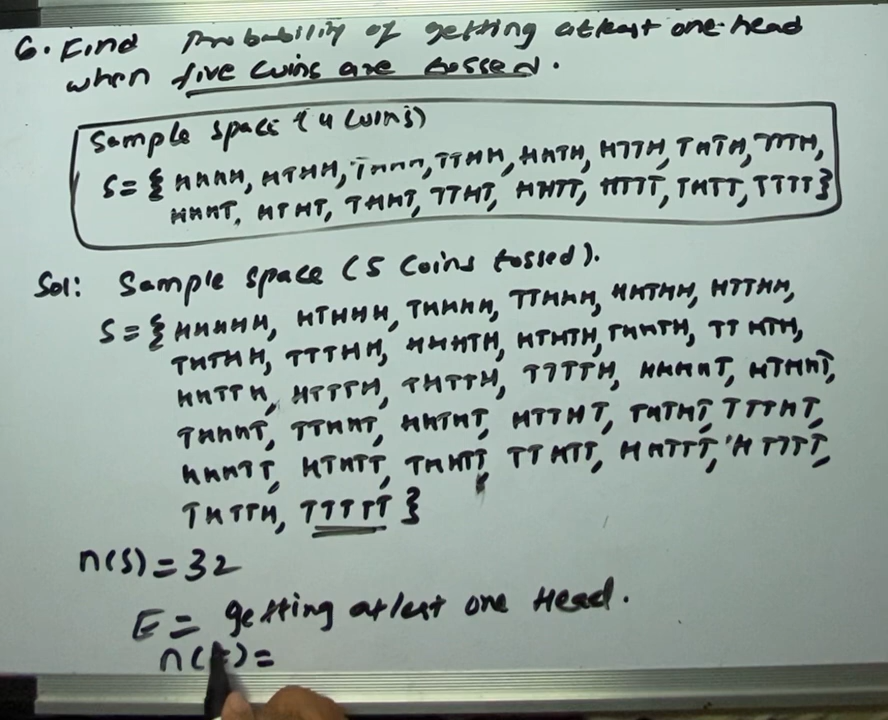 6. Find Probability of getting atleast one head
when five coins are tossed.
Sample space (4 coins)
S = { HHHH, HTHH, THHH, TTHH, HHTH, HTTH, THTH, TTTH,
HHHT, HTHT, THHT, TTHT, HHTT, HTTT, THTT, TTTT }
Sol: Sample space (5 coins tossed).
S = { HHHHH, HTHHH, THHHH, TTHHH, HHTHH, HTTHH,
THTHH, TTTHH, HHHTH, HTHTH, THHTH, TTHTH,
HHTTH, HTTTH, THTTH, TTTTH, HHHHT, HTHHT,
THHHT, TTHHT, HHTHT, HTTHT, THTHT, TTTHT,
HHHTT, HTHTT, THHTT, TTHTT, HHTTT, HTTTT,
THTTH, TTTTT }
n(S) = 32
E = getting atlest one Head.
n(E) =